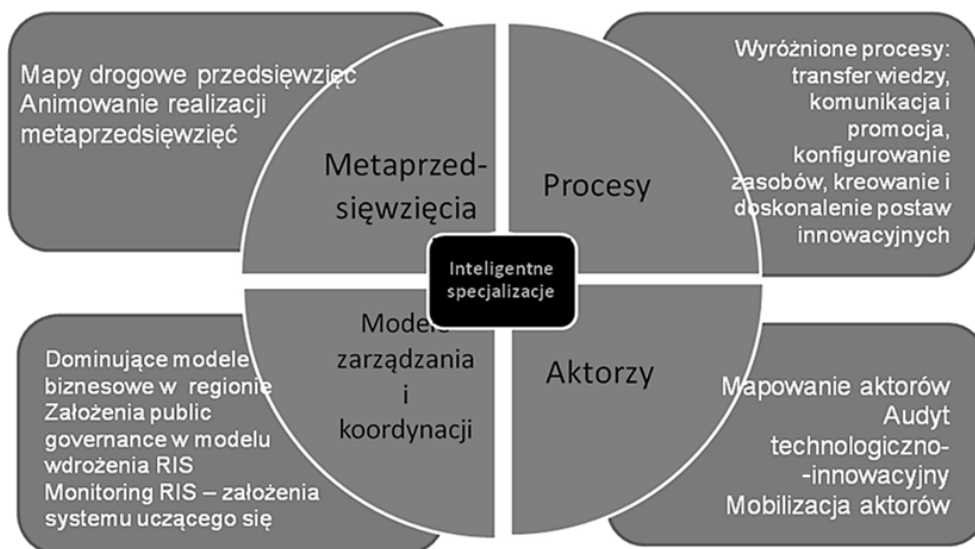 Mapy drogowe przedsięwzięć
Animowanie realizacji
metaprzedsięwzięć
Metaprzed-
sięwzięcia
Wyróżnione procesy:
transfer wiedzy,
komunikacja i
promocja,
konfigurowanie
zasobów, kreowanie i
doskonalenie postaw
innowacyjnych
Procesy
Inteligentne
specjalizacje
Dominujące modele
biznesowe w regionie
Założenia public
governance w modelu
wdrożenia RIS
Monitoring RIS – założenia
systemu uczącego się
Modele
zarządzania
i
koordynacji
Aktorzy
Mapowanie aktorów
Audyt
technologiczno-
-innowacyjny
Mobilizacja aktorów